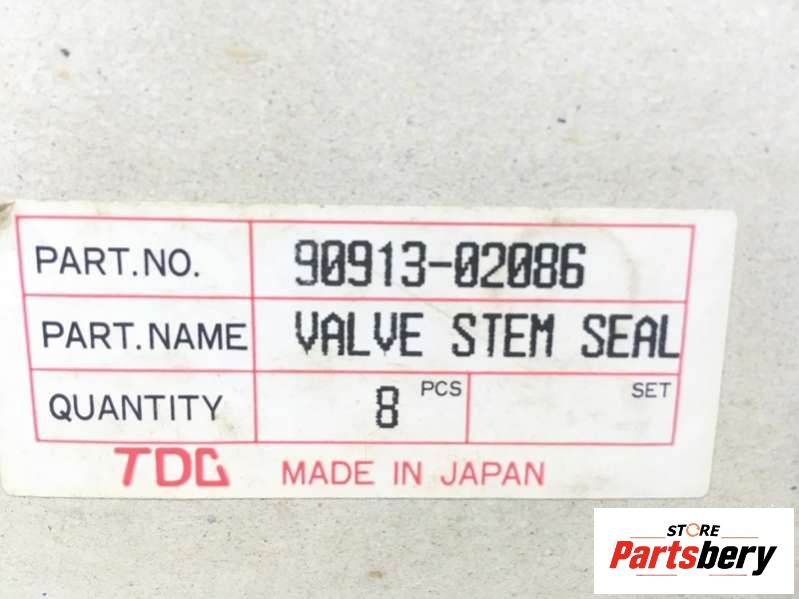 PART.NO. 90913-02086
PART.NAME VALVE STEM SEAL
QUANTITY 8 PCS SET
TDG MADE IN JAPAN
STORE
Partsbery